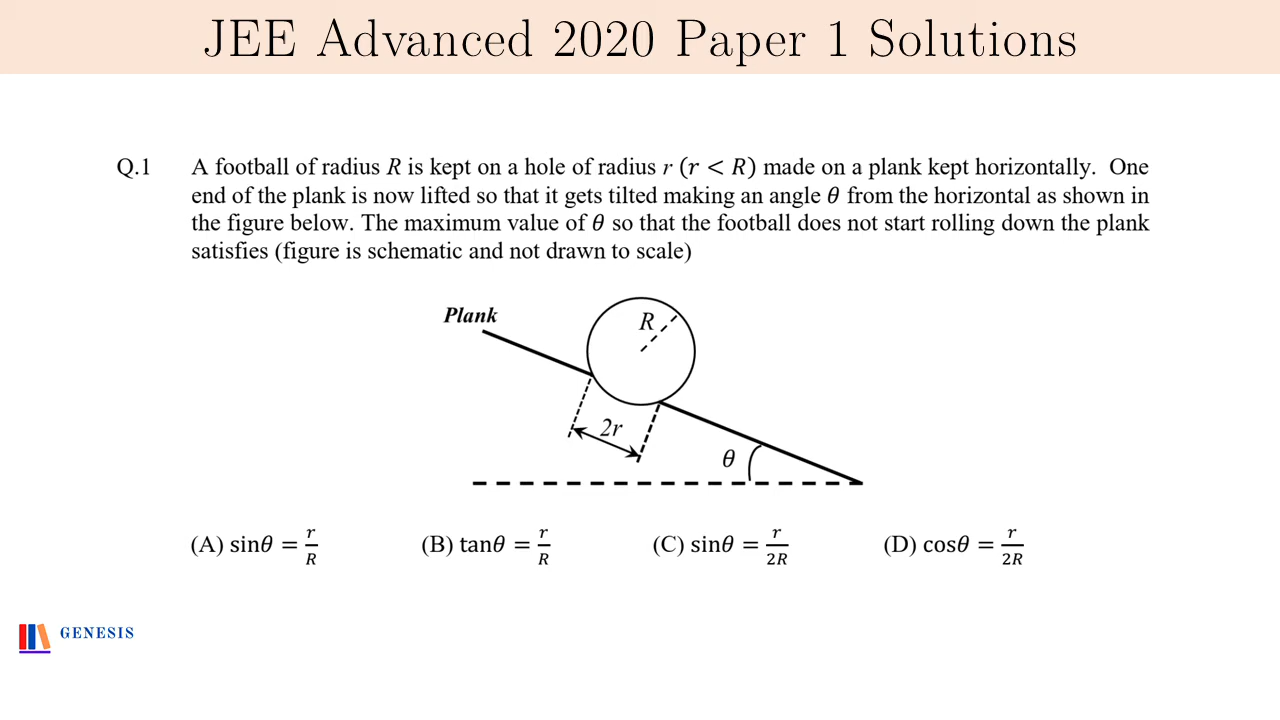 JEE Advanced 2020 Paper 1 Solutions
Q.1 A football of radius R is kept on a hole of radius r (r < R) made on a plank kept horizontally. One
end of the plank is now lifted so that it gets tilted making an angle θ from the horizontal as shown in
the figure below. The maximum value of θ so that the football does not start rolling down the plank
satisfies (figure is schematic and not drawn to scale)
Plank
R
2r
θ
(A) sinθ = r/R (B) tanθ = r/R (C) sinθ = r/2R (D) cosθ = r/2R
GENESIS